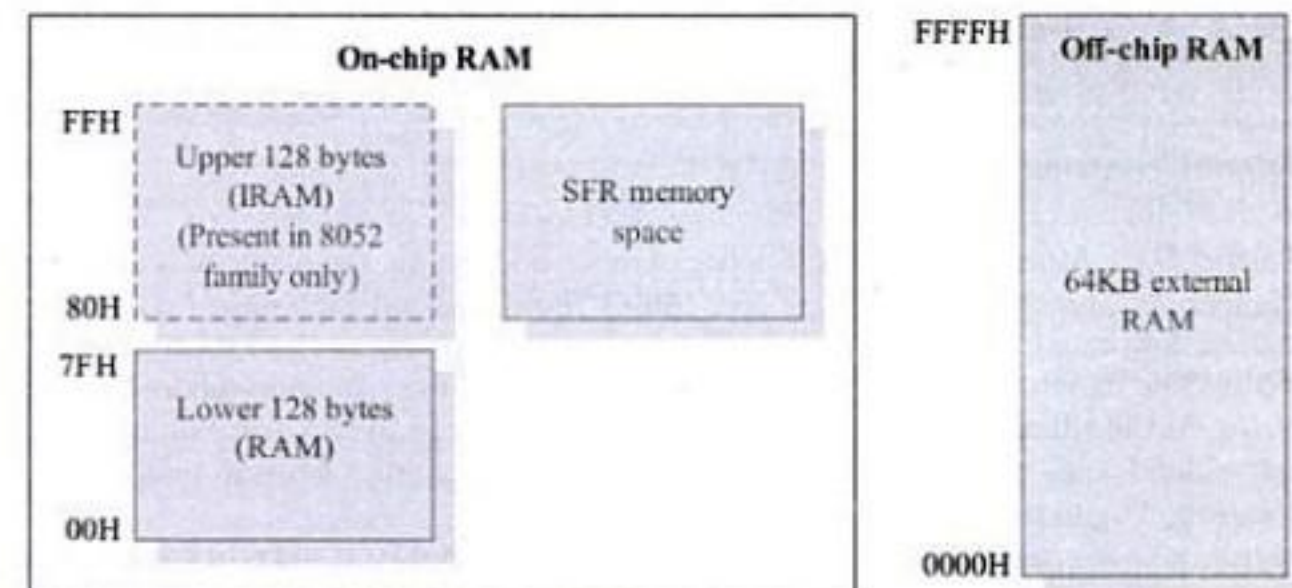 On-chip RAM
FFH
Upper 128 bytes
(IRAM)
(Present in 8052
family only)
80H
SFR memory
space
7FH
Lower 128 bytes
(RAM)
00H
FFFFH
Off-chip RAM
64KB external
RAM
0000H